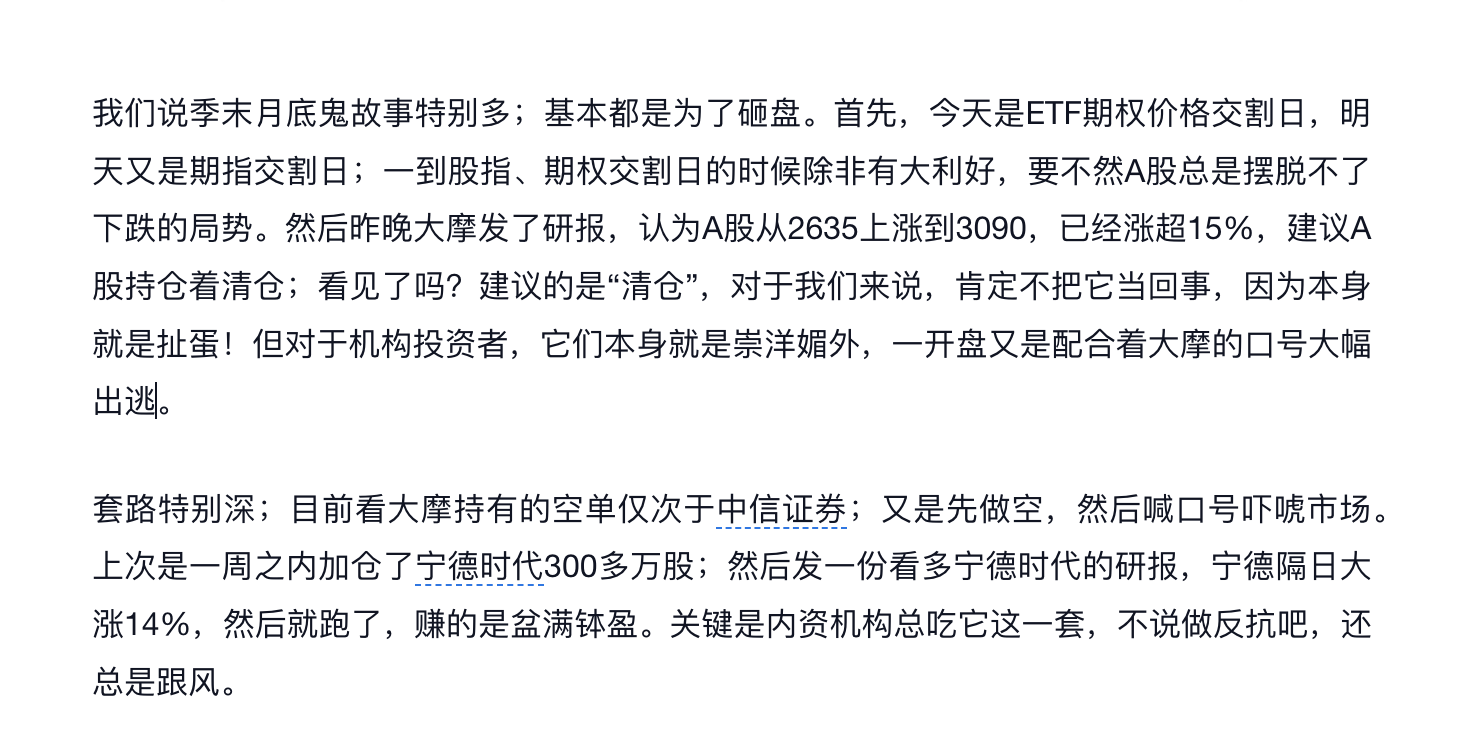 我们说季末月底鬼故事特别多；基本都是为了砸盘。首先，今天是ETF期权价格交割日，明
天又是期指交割日；一到股指、期权交割日的时候除非有大利好，要不然A股总是摆脱不了
下跌的局势。然后昨晚大摩发了研报，认为A股从2635上涨到3090，已经涨超15%，建议A
股持仓着清仓；看见了吗？建议的是“清仓”，对于我们来说，肯定不把它当回事，因为本身
就是扯蛋！但对于机构投资者，它们本身就是崇洋媚外，一开盘又是配合着大摩的口号大幅
出逃。
套路特别深；目前看大摩持有的空单仅次于中信证券；又是先做空，然后喊口号吓唬市场。
上次是一周之内加仓了宁德时代300多万股；然后发一份看多宁德时代的研报，宁德隔日大
涨14%，然后就跑了，赚的是盆满钵盈。关键是内资机构总吃它这一套，不说做反抗吧，还
总是跟风。